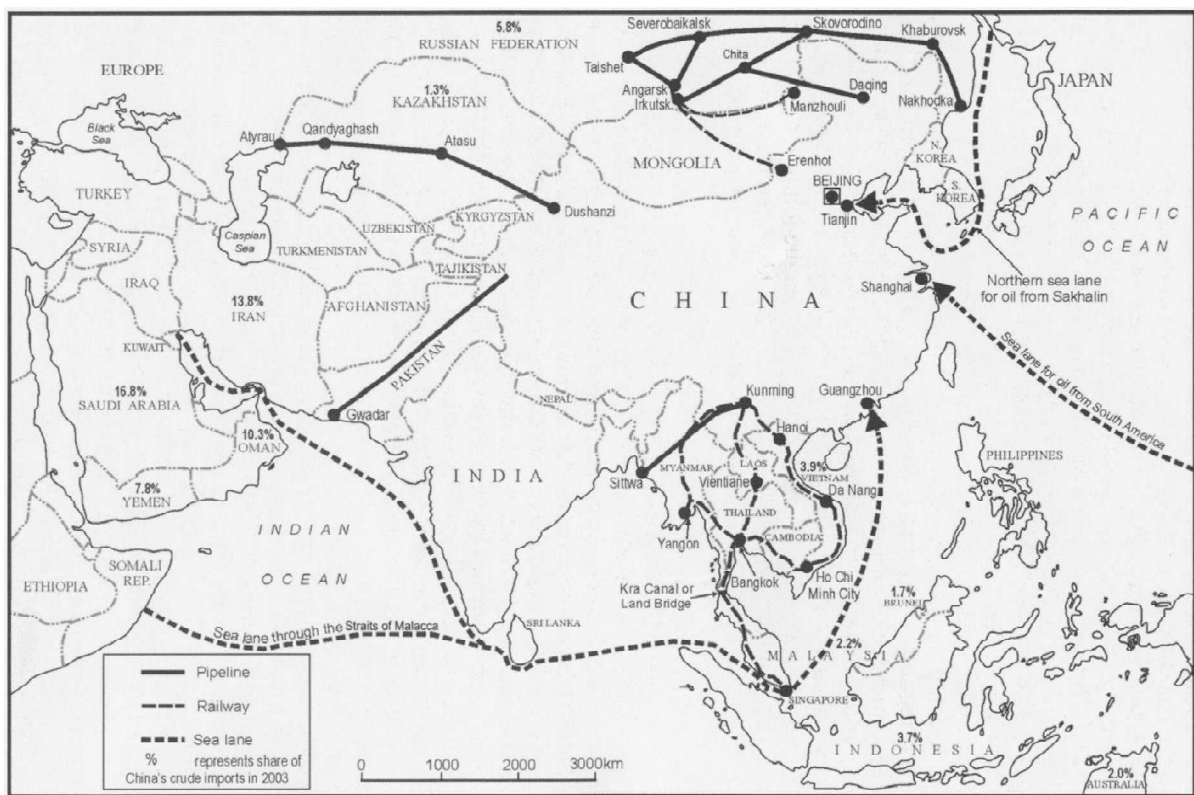 5.8%
RUSSIAN FEDERATION
Severobaikalsk
Skovorodino
Khaburovsk
Taishet
Chita
Daqing
JAPAN
EUROPE
1.3%
KAZAKHSTAN
Angarsk
Irkutsk
Manzhouli
Nakhodka
Black
Sea
Atyrau
Qandyaghash
Atasu
MONGOLIA
Erenhot
N.
KOREA
S.
KOREA
BEIJING
Tianjin
TURKEY
Dushanzi
KYRGYZSTAN
UZBEKISTAN
PACIFIC
OCEAN
Caspian
Sea
TURKMENISTAN
TAJIKISTAN
SYRIA
IRAQ
13.8%
IRAN
AFGHANISTAN
CHINA
Shanghai
Northern sea lane
for oil from Sakhalin
KUWAIT
PAKISTAN
Sea lane for oil from South America
16.8%
SAUDI ARABIA
Gwadar
NEPAL
Kunming
Guangzhou
10.3%
OMAN
Hanoi
7.8%
YEMEN
INDIA
Sittwa
MYANMAR
LAOS
3.9%
VIETNAM
PHILIPPINES
Vientiane
Da Nang
THAILAND
INDIAN
OCEAN
Yangon
CAMBODIA
ETHIOPIA
SOMALI
REP.
Bangkok
Ho Chi
Minh City
Kra Canal or
Land Bridge
1.7%
BRUNEI
Sea lane through the Straits of Malacca
SRI LANKA
2.2%
MALAYSIA
SINGAPORE
3.7%
INDONESIA
2.0%
AUSTRALIA
Pipeline
Railway
Sea lane
% represents share of
China's crude imports in 2003
0 1000 2000 3000km